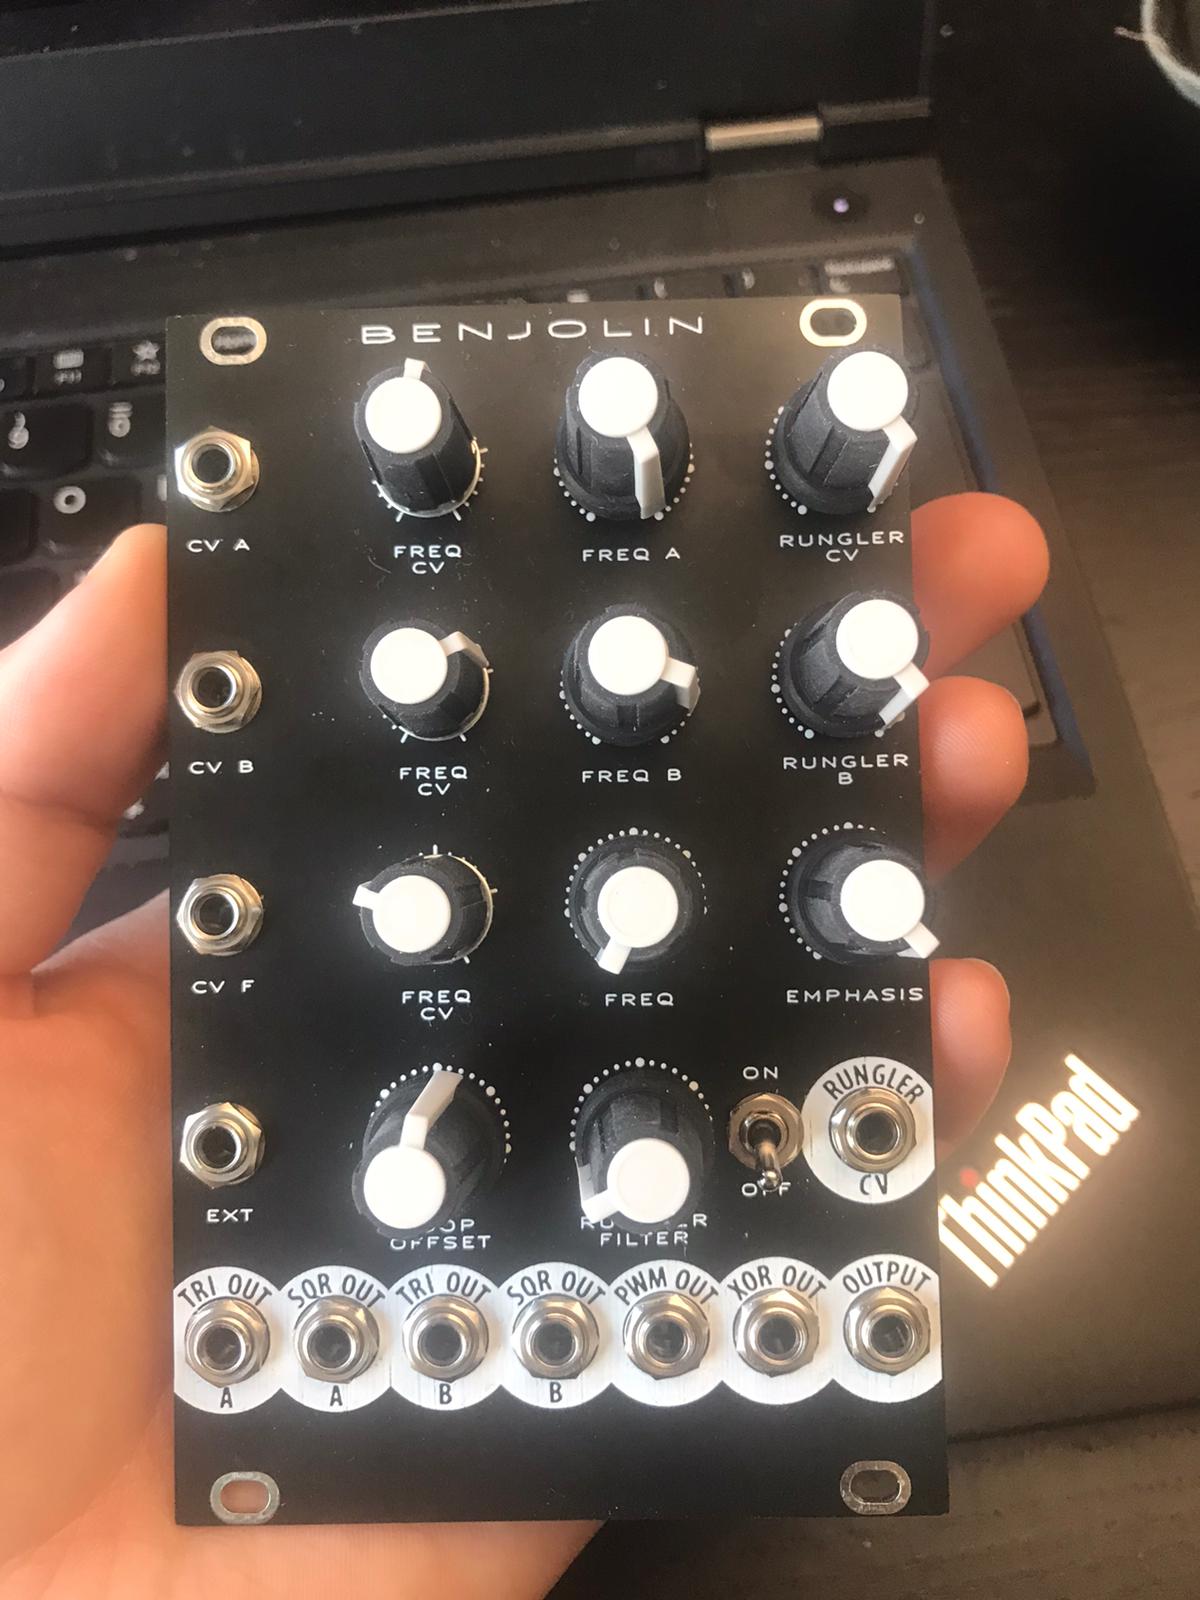 BENJOLIN
CV A
FREQ
CV
FREQ A
RUNGLER
CV
CV B
FREQ
CV
FREQ B
RUNGLER
B
CV F
FREQ
CV
FREQ
EMPHASIS
ON
OFF
RUNGLER
CV
EXT
OFFSET
FILTER
TRI OUT
A
SQR OUT
A
TRI OUT
B
SQR OUT
B
PWM OUT
XOR OUT
OUTPUT
ThinkPad